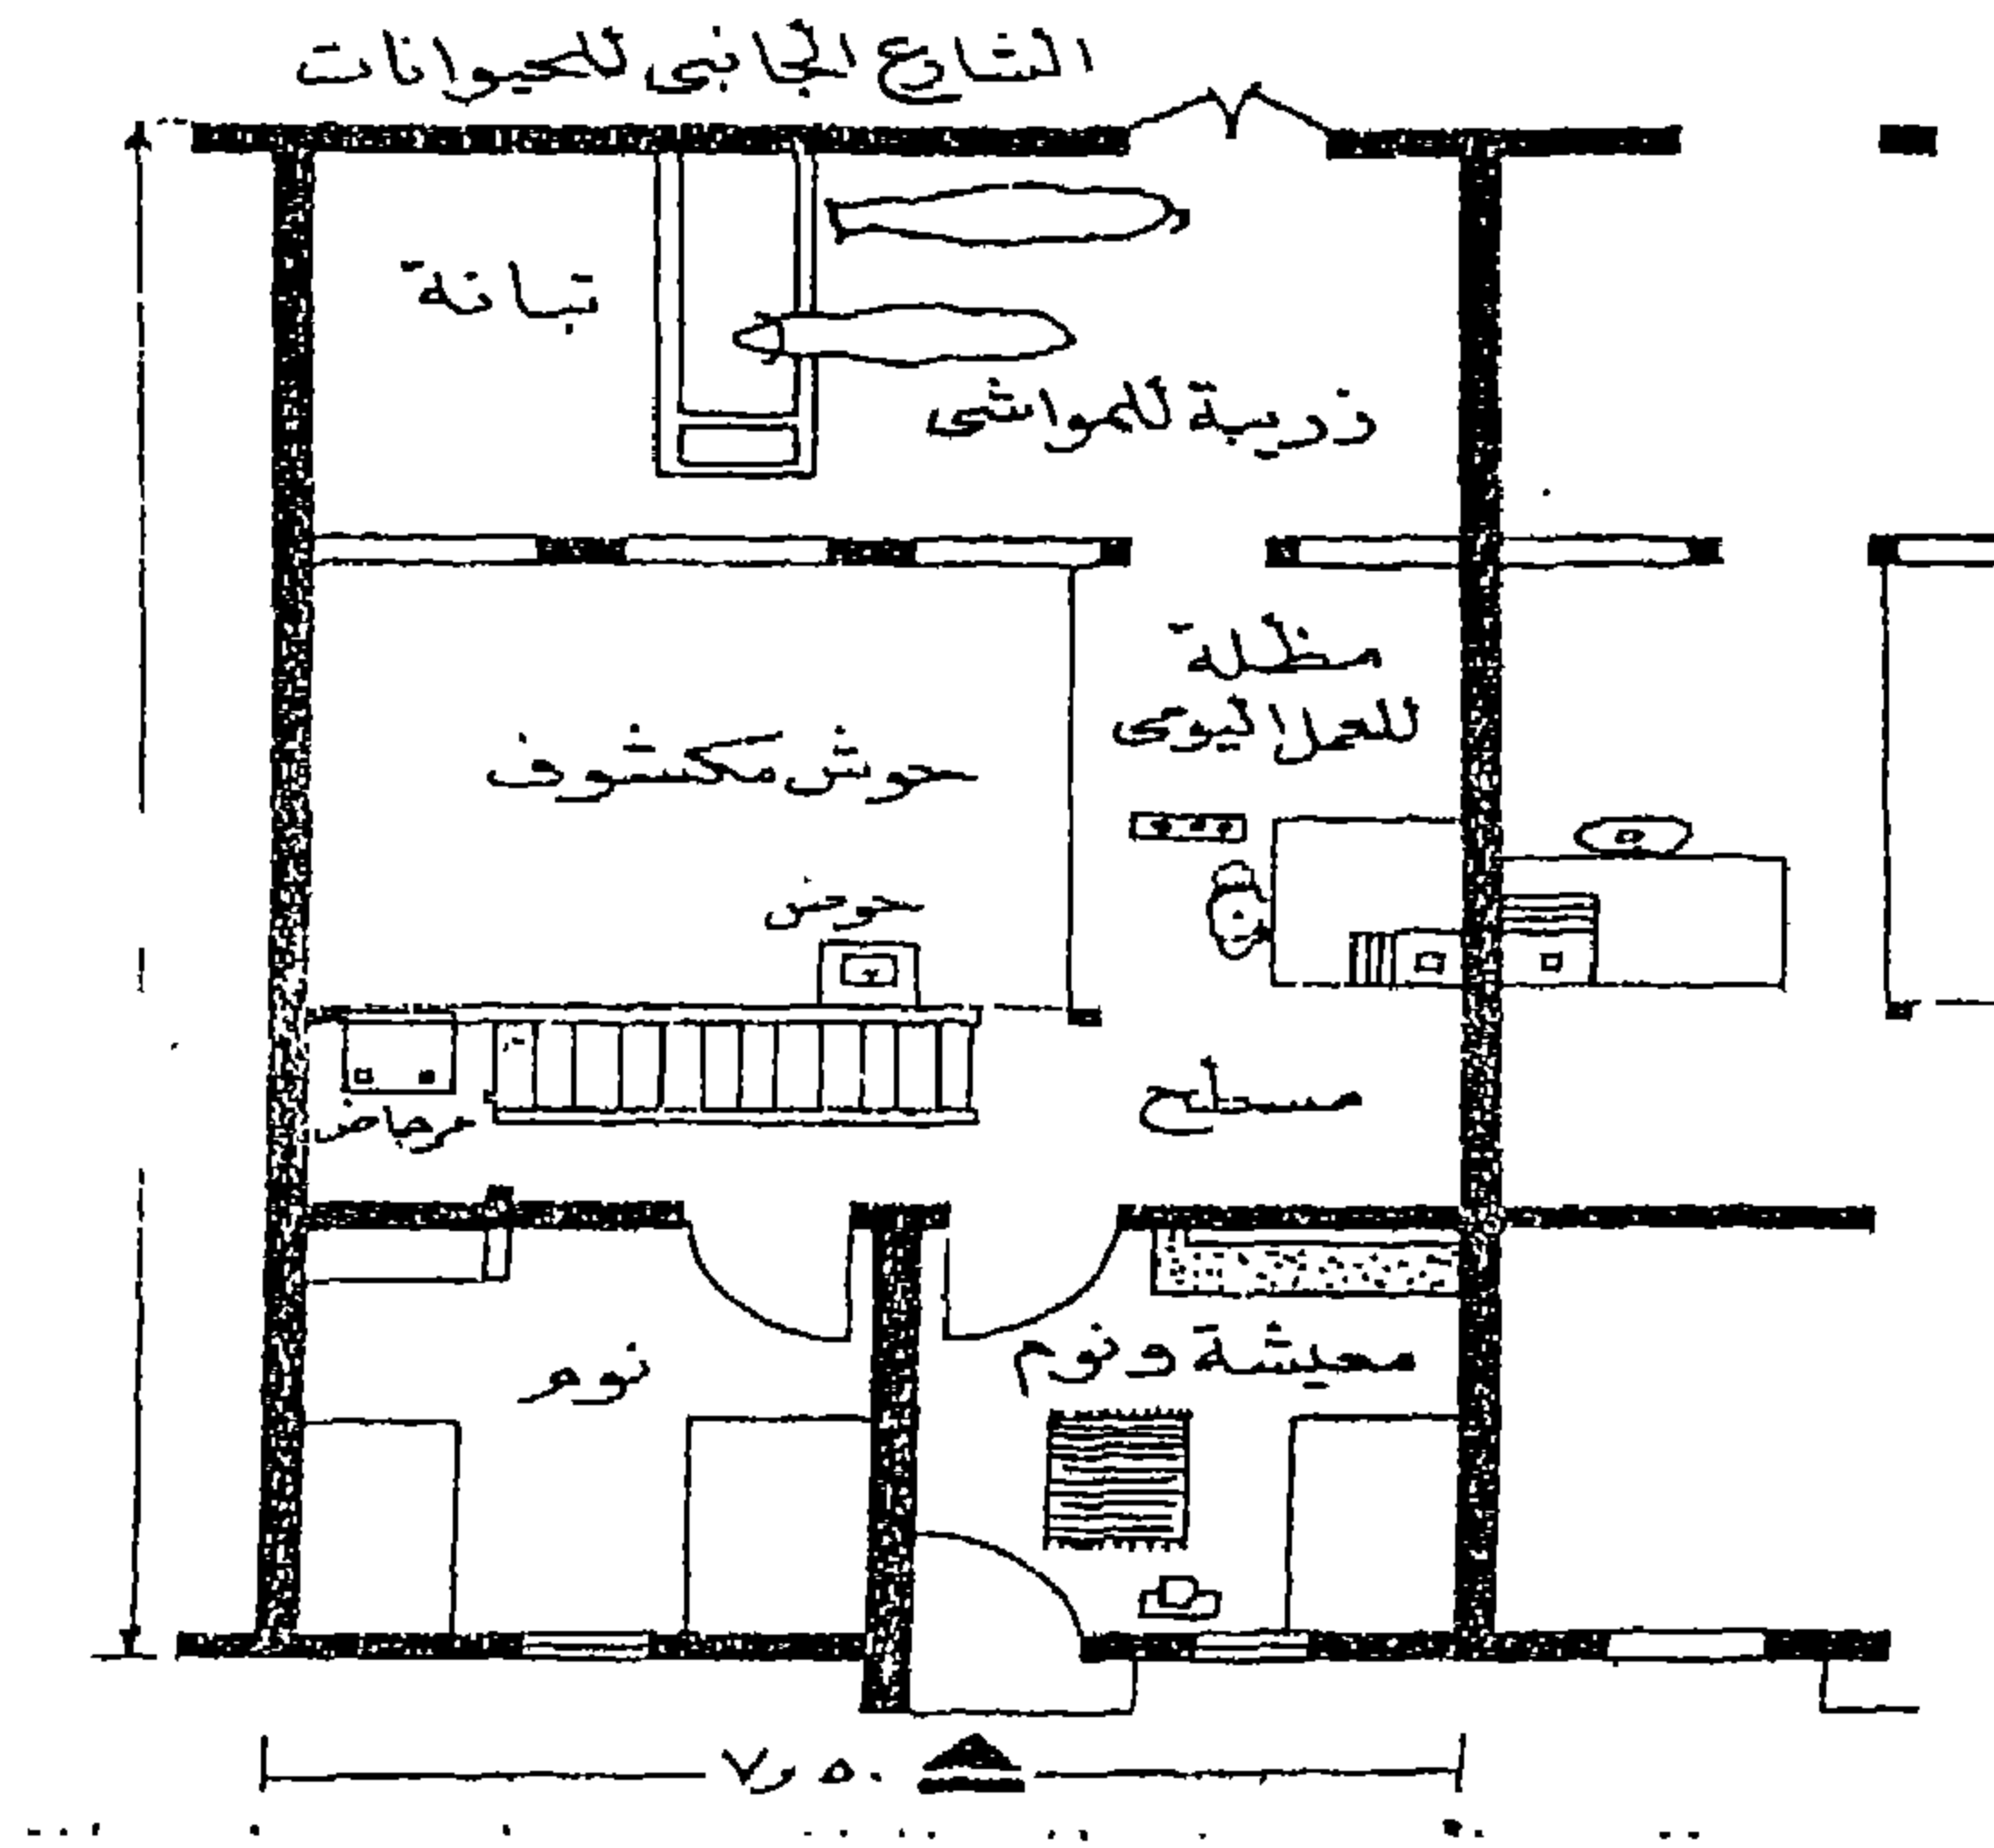 الشارع الجانبى للحيوانات
تبانة
زريبة للمواشى
مظلة
للعمل اليومى
حوش مكشوف
حوض
مسطح
مرحاض
معيشة ونوم
نوم
٧٫٥٠